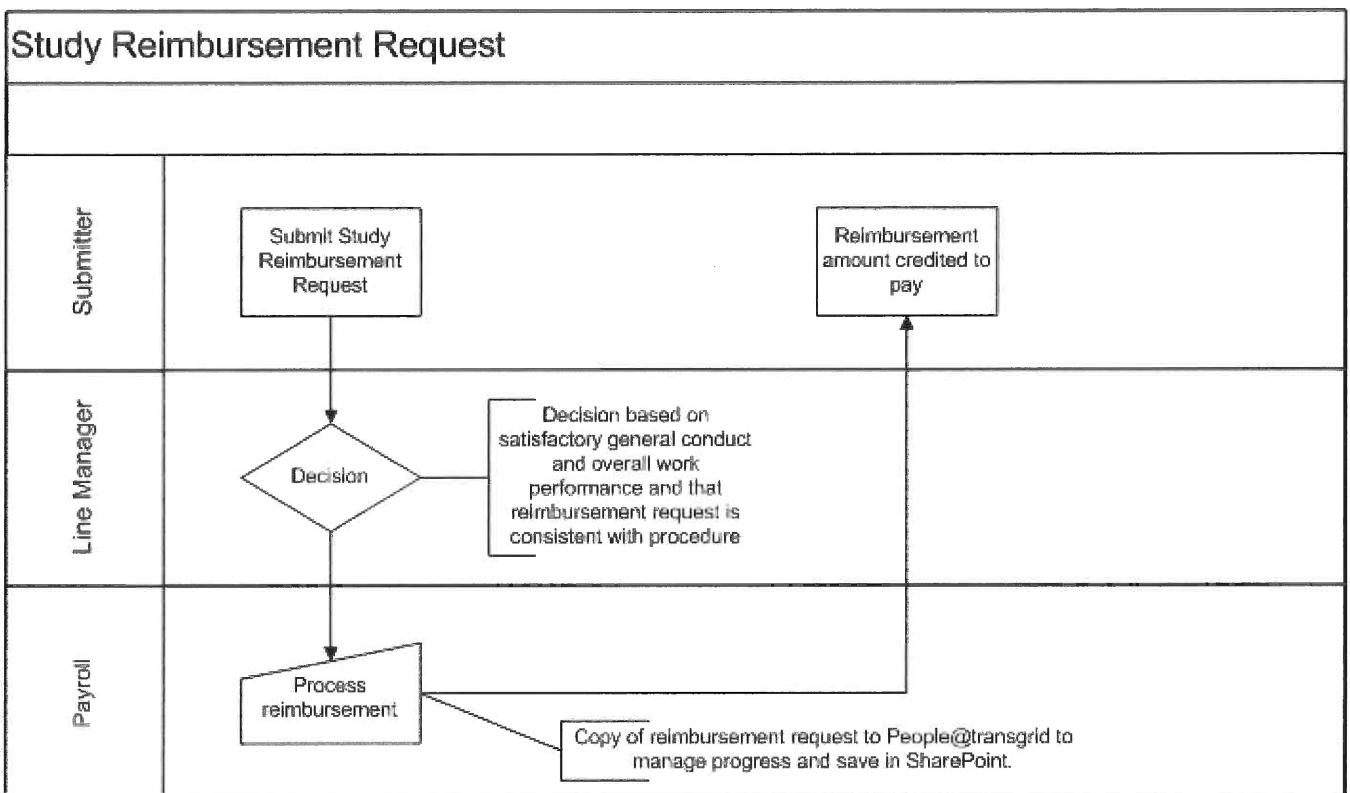 Study Reimbursement Request
Submitter
Submit Study
Reimbursement
Request
Reimbursement
amount credited to
pay
Line Manager
Decision
Decision based on
satisfactory general conduct
and overall work
performance and that
reimbursement request is
consistent with procedure
Payroll
Process
reimbursement
Copy of reimbursement request to People@transgrid to
manage progress and save in SharePoint.